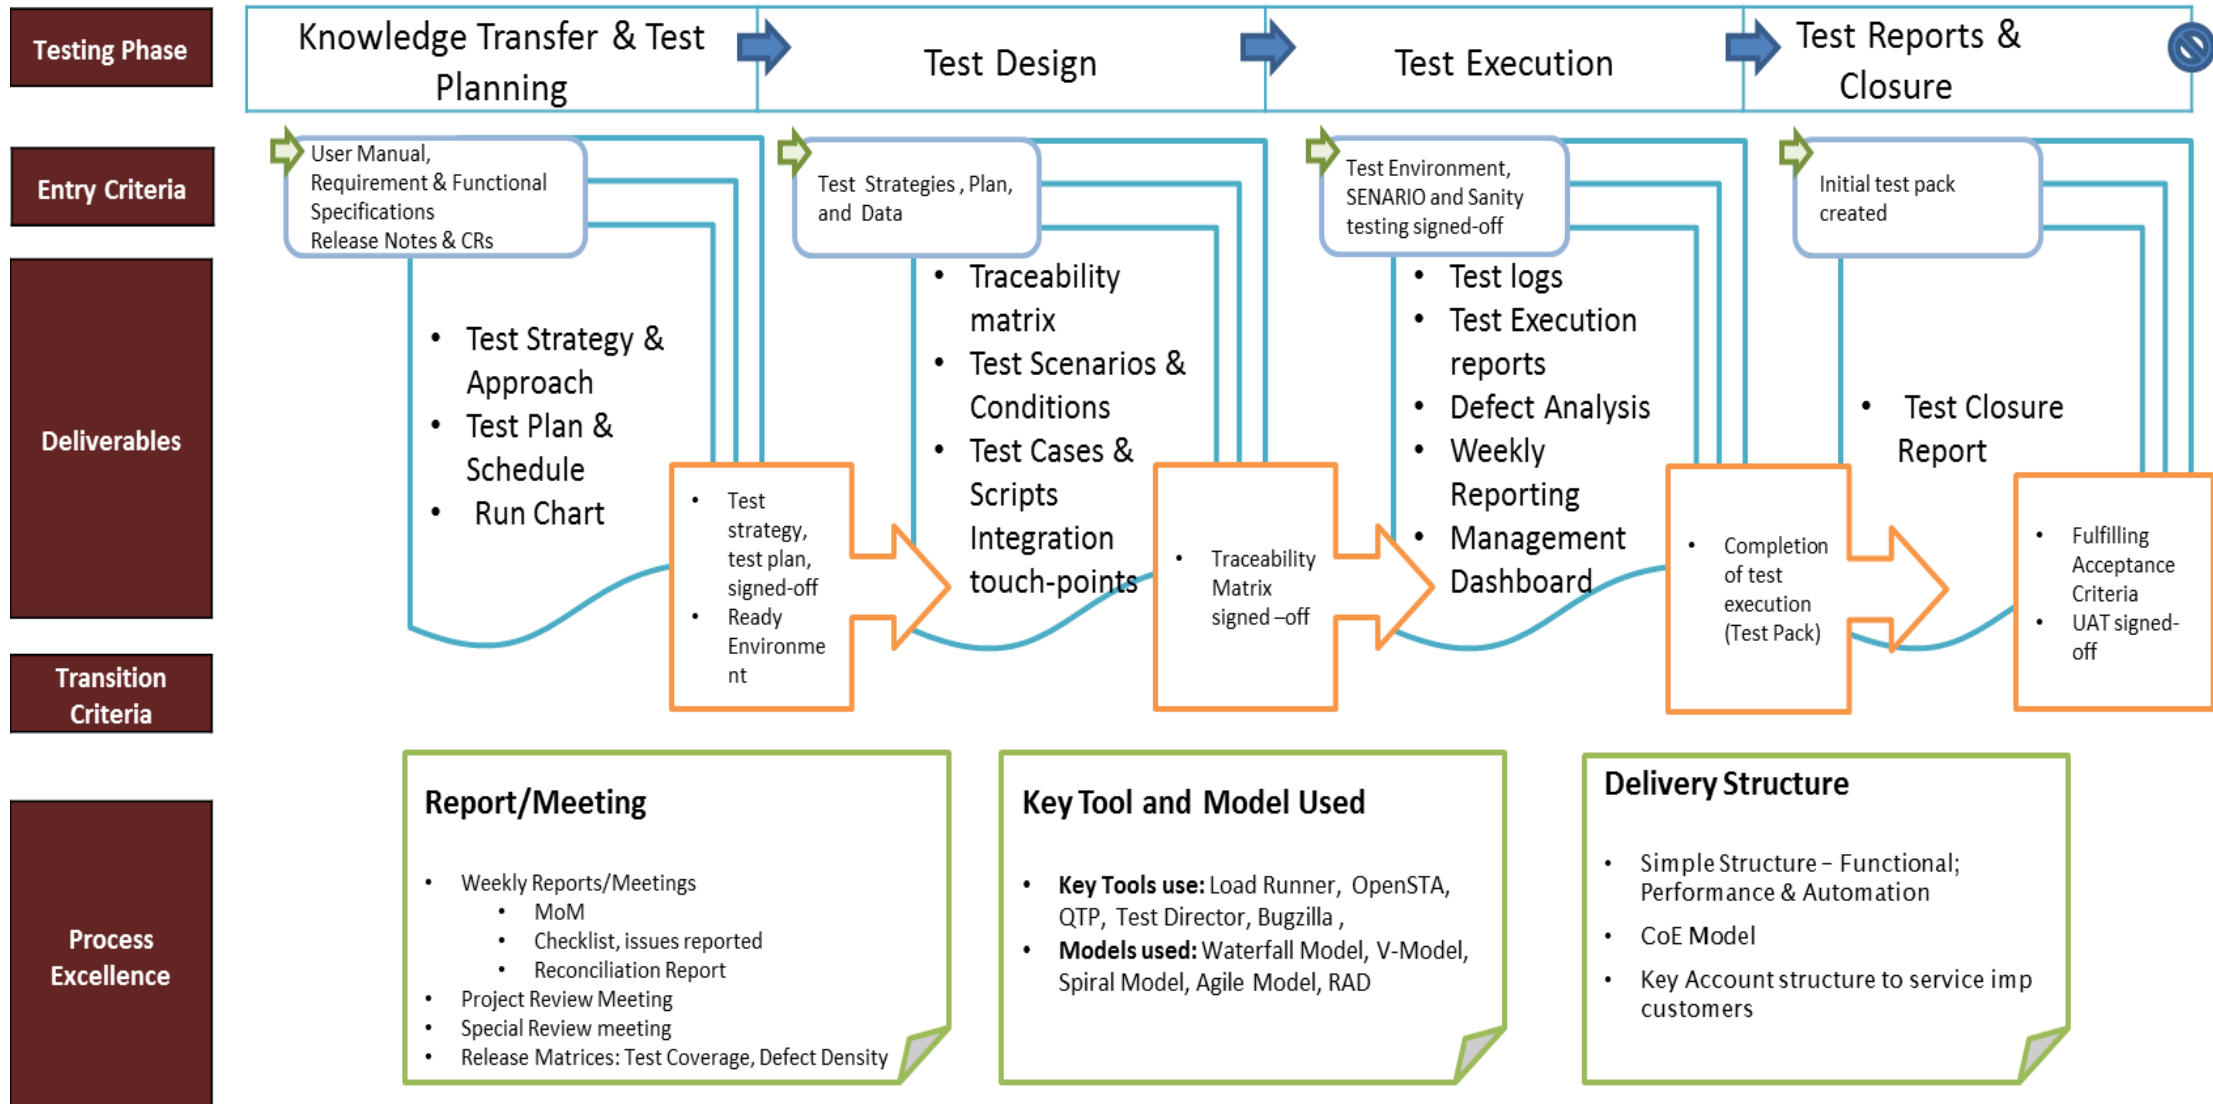 Testing Phase
Knowledge Transfer & Test
Planning
Test Design
Test Execution
Test Reports &
Closure
Entry Criteria
User Manual,
Requirement & Functional
Specifications
Release Notes & CRs
Test Strategies , Plan,
and Data
Test Environment,
SENARIO and Sanity
testing signed-off
Initial test pack
created
Deliverables
• Test Strategy &
Approach
• Test Plan &
Schedule
• Run Chart
• Traceability
matrix
• Test Scenarios &
Conditions
• Test Cases &
Scripts
Integration
touch-points
• Test logs
• Test Execution
reports
• Defect Analysis
• Weekly
Reporting
• Management
Dashboard
• Test Closure
Report
Transition
Criteria
• Test
strategy,
test plan,
signed-off
• Ready
Environme
nt
• Traceability
Matrix
signed –off
• Completion
of test
execution
(Test Pack)
• Fulfilling
Acceptance
Criteria
• UAT signed-
off
Process
Excellence
Report/Meeting
• Weekly Reports/Meetings
• MoM
• Checklist, issues reported
• Reconciliation Report
• Project Review Meeting
• Special Review meeting
• Release Matrices: Test Coverage, Defect Density
Key Tool and Model Used
• Key Tools use: Load Runner, OpenSTA,
QTP, Test Director, Bugzilla ,
• Models used: Waterfall Model, V-Model,
Spiral Model, Agile Model, RAD
Delivery Structure
• Simple Structure – Functional;
Performance & Automation
• CoE Model
• Key Account structure to service imp
customers